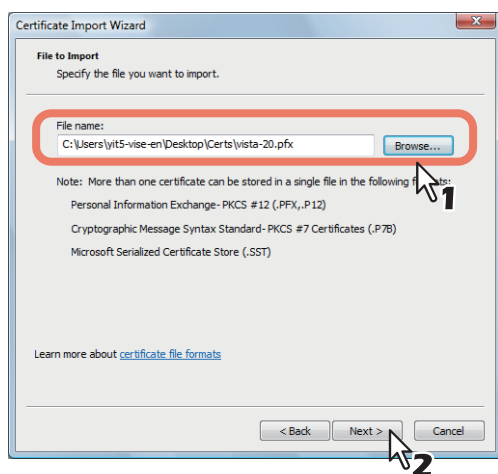 Certificate Import Wizard
File to Import
Specify the file you want to import.
File name:
C:\Users\yit5-vise-en\Desktop\Certs\vista-20.pfx
Browse...
Note: More than one certificate can be stored in a single file in the following formats:
1
Personal Information Exchange- PKCS #12 (.PFX,.P12)
Cryptographic Message Syntax Standard- PKCS #7 Certificates (.P7B)
Microsoft Serialized Certificate Store (.SST)
Learn more about certificate file formats
< Back Next > Cancel
2